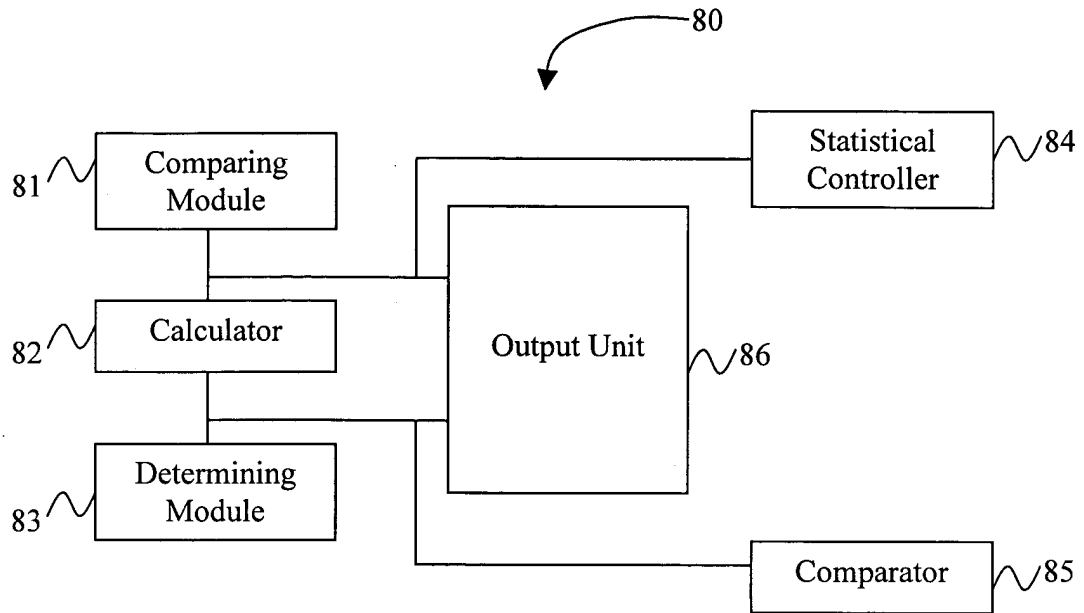 80
Statistical
Controller
84
Comparing
Module
81
Calculator
82
Output Unit
86
Determining
Module
83
Comparator
85